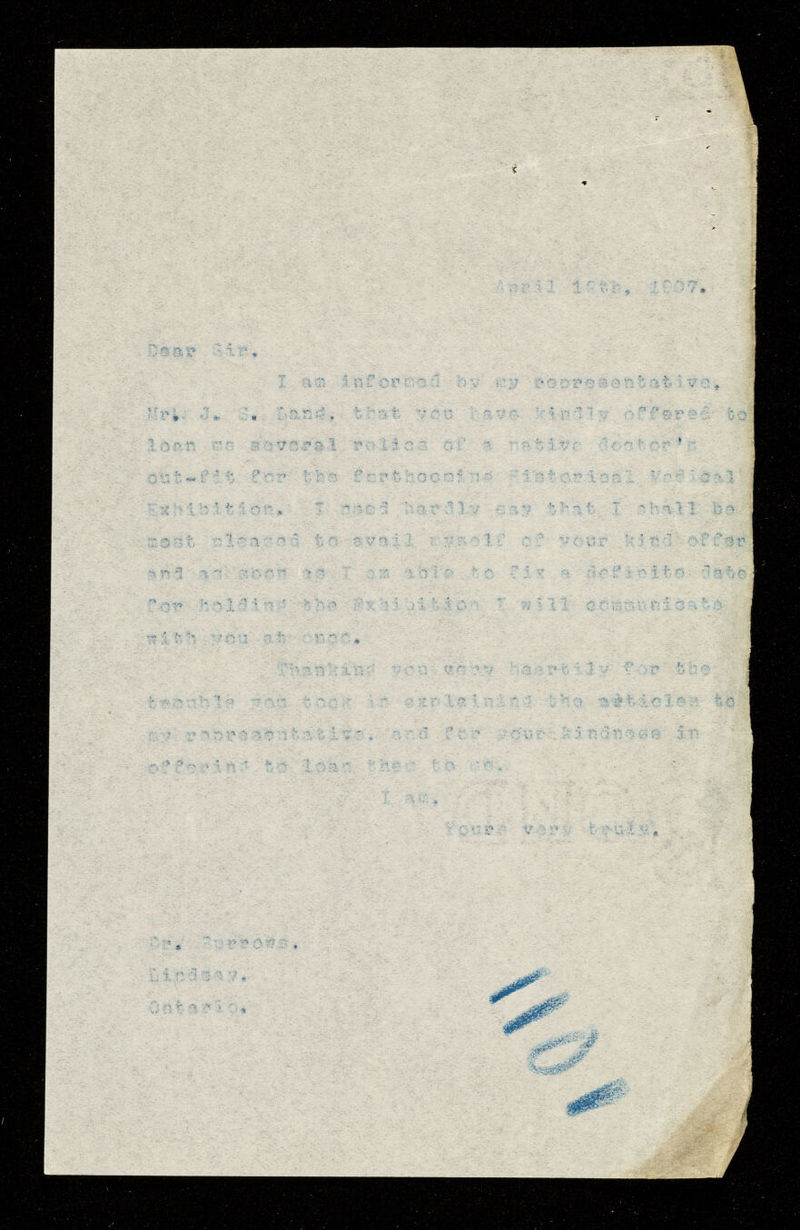 April 1 th, 1907.
Dear Sir,
I am informed by my representative,
Mr. J. S. Land, that you have kindly offered to
loan me several relics of a native doctor's
out-fit for the forthcoming Historical Medical
Exhibition. I need hardly say that I shall be
most pleased to avail myself of your kind offer
and as soon as I am able to fix a definite date
for holding the Exhibition I will communicate
with you at once.
Thanking you very heartily for the
trouble you took in explaining the articles to
my representative, and for your kindness in
offering to loan them to me.
I am,
Yours very truly,
Dr. Burrows,
Lindsay,
Ontario.
1101